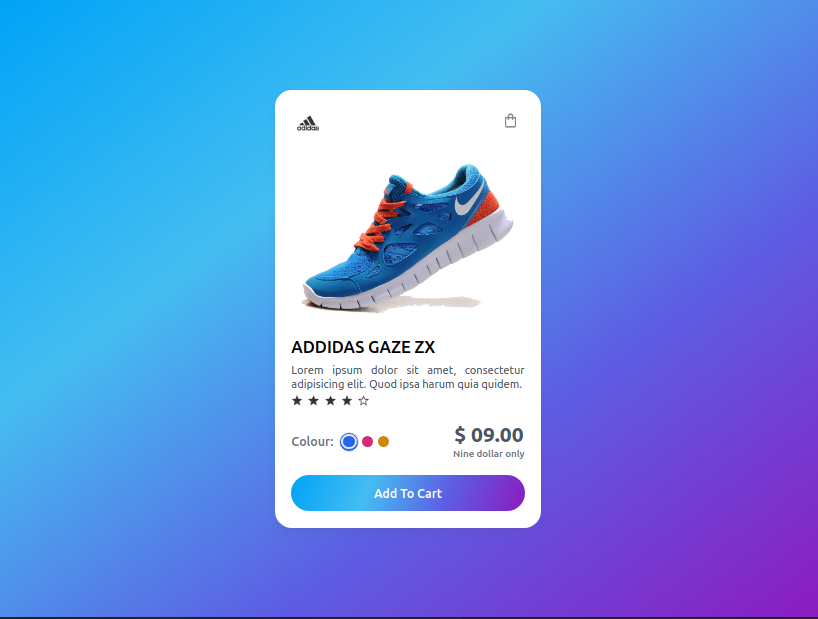 adidas
ADDIDAS GAZE ZX
Lorem ipsum dolor sit amet, consectetur
adipisicing elit. Quod ipsa harum quia quidem.
Colour:
$ 09.00
Nine dollar only
Add To Cart